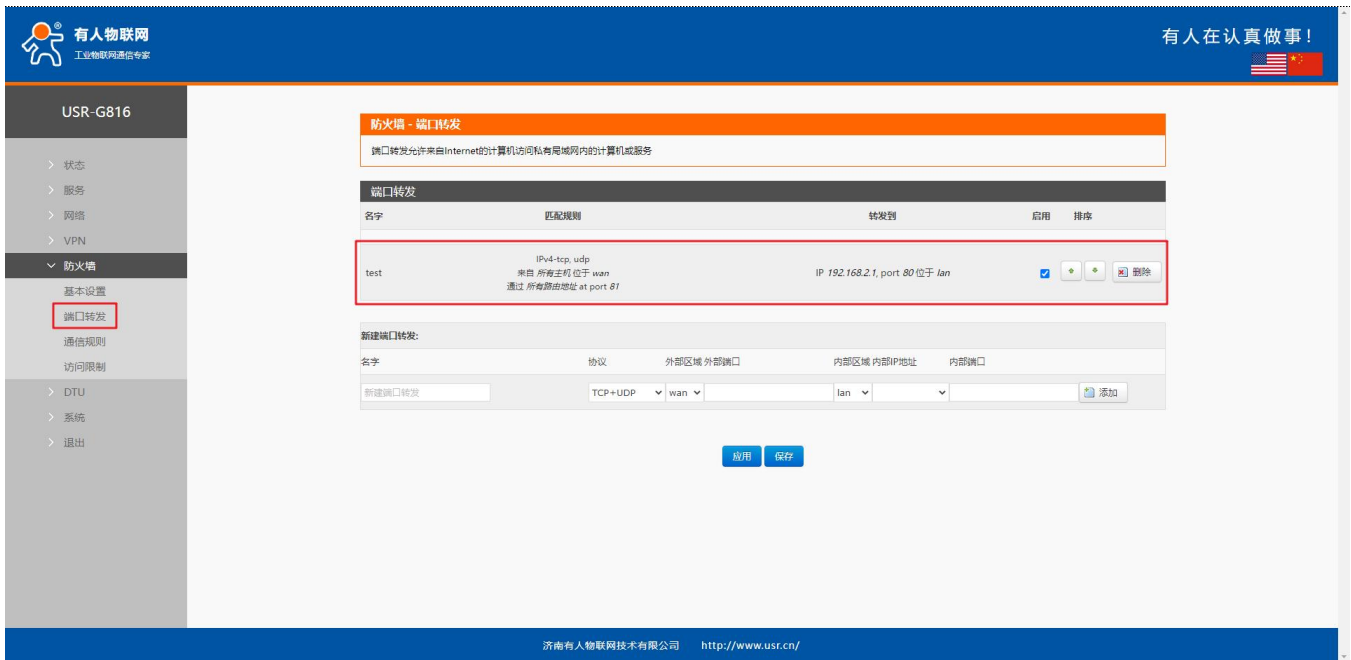 有人物联网
工业物联网通信专家
有人在认真做事!
USR-G816
状态
服务
网络
VPN
防火墙
基本设置
端口转发
通信规则
访问限制
DTU
系统
退出
防火墙 - 端口转发
端口转发允许来自Internet的计算机访问私有局域网内的计算机或服务
端口转发
名字 匹配规则 转发到 启用 排序
test
IPv4-tcp, udp
来自 所有主机 位于 wan
通过 所有路由地址 at port 81
IP 192.168.2.1, port 80 位于 lan
删除
新建端口转发:
名字 协议 外部区域 外部端口 内部区域 内部IP地址 内部端口
新建端口转发 TCP+UDP wan lan 添加
应用 保存
济南有人物联网技术有限公司 http://www.usr.cn/